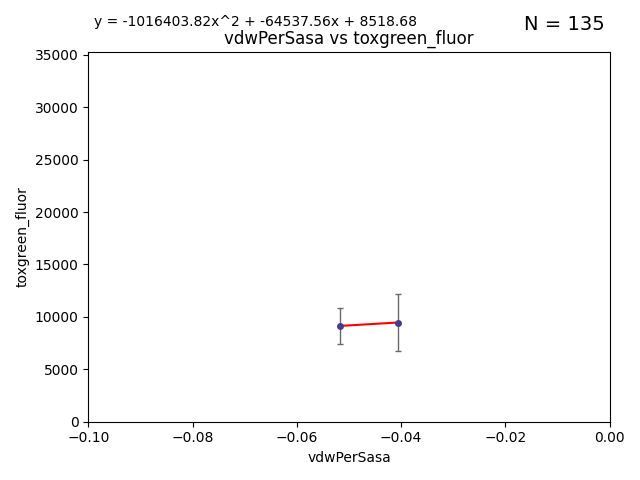 y = -1016403.82x^2 + -64537.56x + 8518.68
N = 135
vdwPerSasa vs toxgreen_fluor
35000
30000
25000
20000
15000
10000
5000
0
toxgreen_fluor
−0.10 −0.08 −0.06 −0.04 −0.02 0.00
vdwPerSasa